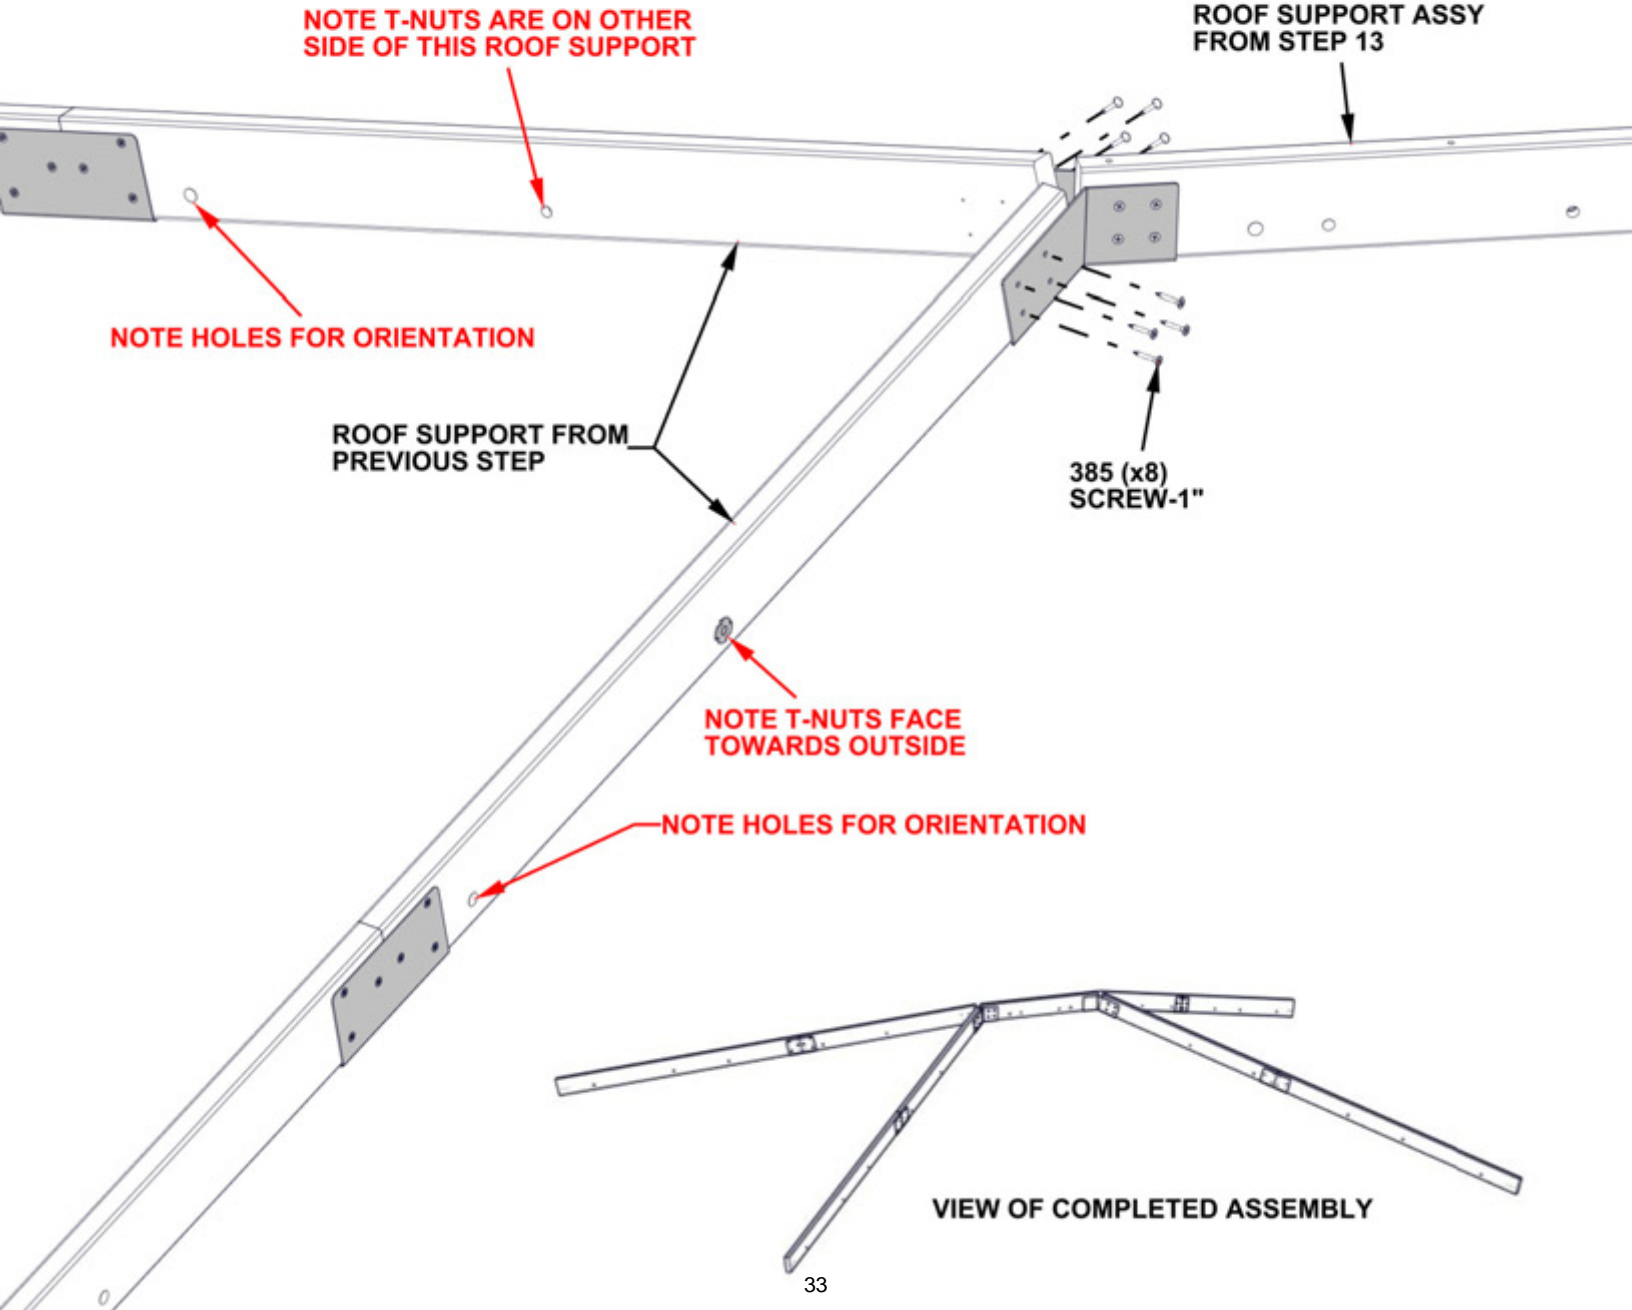 NOTE T-NUTS ARE ON OTHER
SIDE OF THIS ROOF SUPPORT
ROOF SUPPORT ASSY
FROM STEP 13
NOTE HOLES FOR ORIENTATION
ROOF SUPPORT FROM
PREVIOUS STEP
385 (x8)
SCREW-1"
NOTE T-NUTS FACE
TOWARDS OUTSIDE
NOTE HOLES FOR ORIENTATION
VIEW OF COMPLETED ASSEMBLY
33